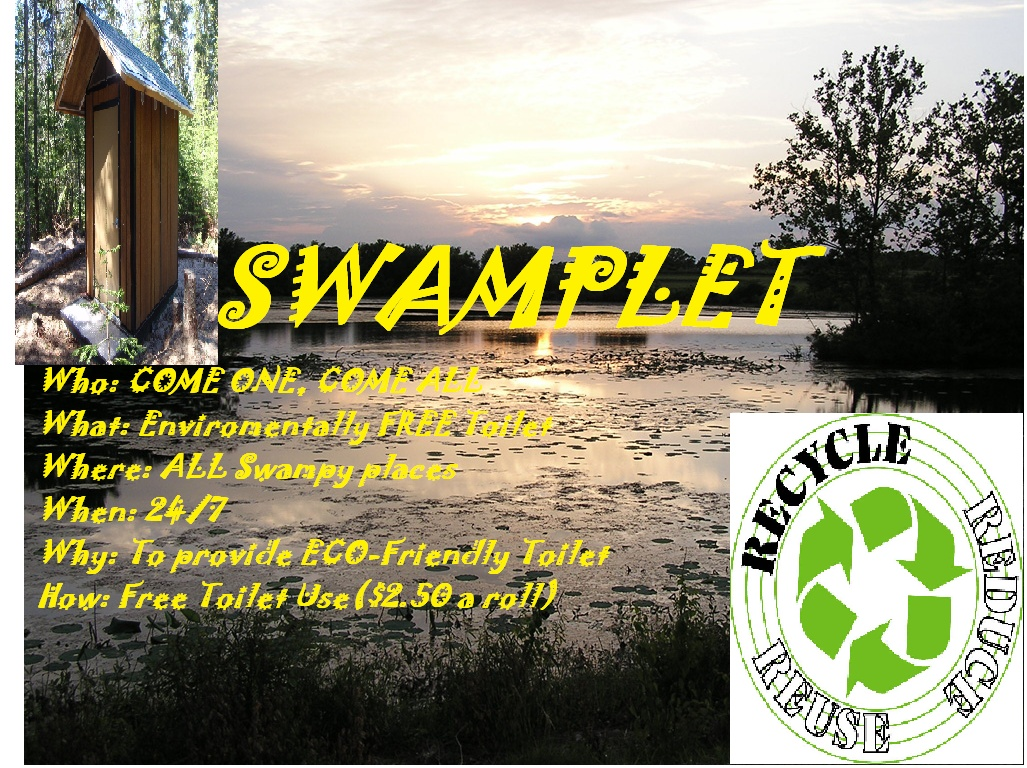 SWAMPLET
Who: COME ONE, COME ALL
What: Enviromentally FREE Toilet
Where: ALL Swampy places
When: 24/7
Why: To provide ECO-Friendly Toilet
How: Free Toilet Use ($2.50 a roll)
RECYCLE
REDUCE
REUSE